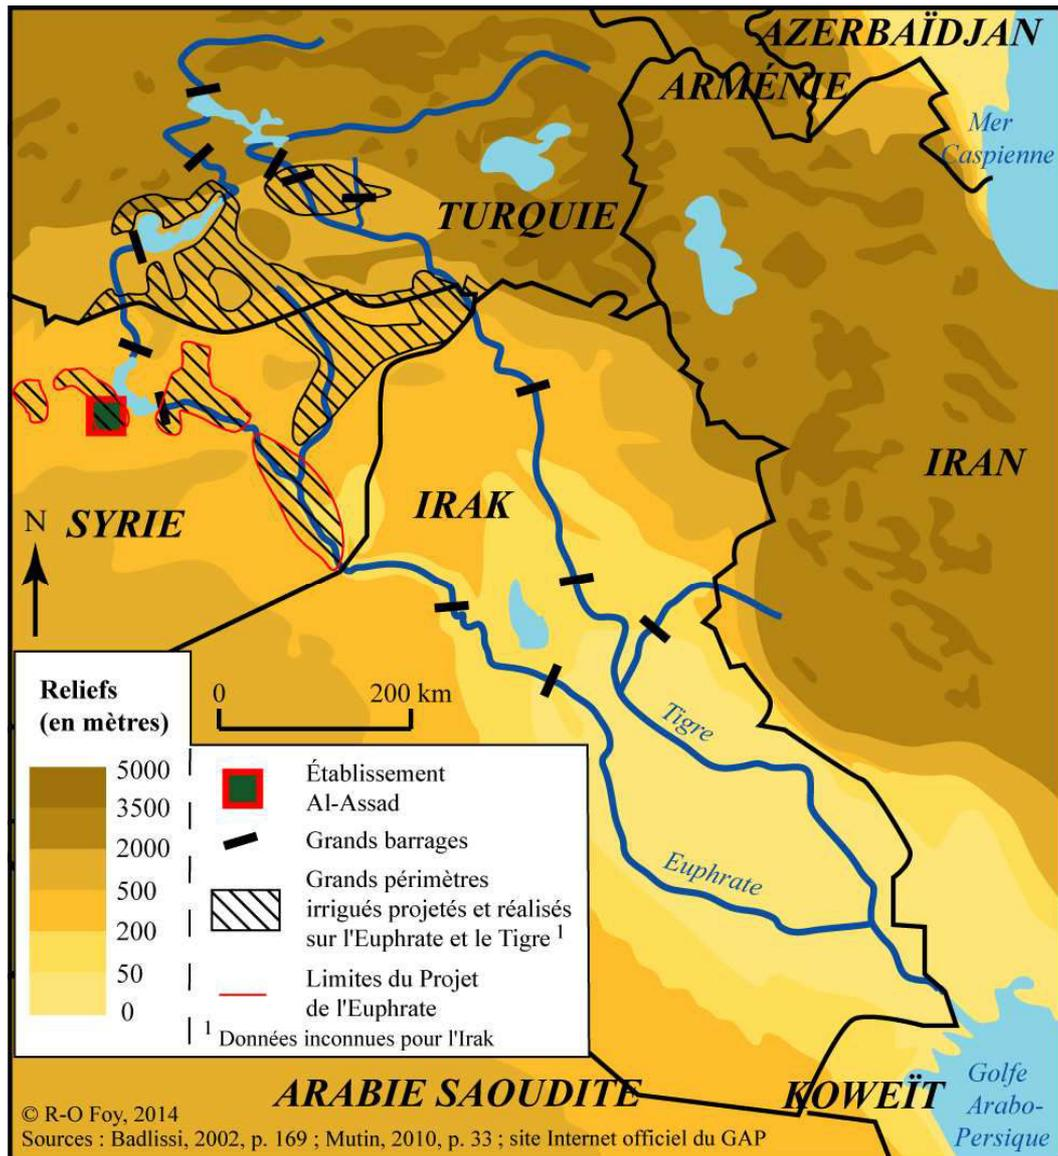 AZERBAÏDJAN
ARMÉNIE
Mer
Caspienne
TURQUIE
IRAN
IRAK
SYRIE
N
Tigre
Euphrate
Reliefs
(en mètres)
5000
3500
2000
500
200
50
0
0 200 km
Établissement
Al-Assad
Grands barrages
Grands périmètres
irrigués projetés et réalisés
sur l'Euphrate et le Tigre 1
Limites du Projet
de l'Euphrate
1 Données inconnues pour l'Irak
ARABIE SAOUDITE
KOWEÏT
Golfe
Arabo-
Persique
© R-O Foy, 2014
Sources : Badlissi, 2002, p. 169 ; Mutin, 2010, p. 33 ; site Internet officiel du GAP